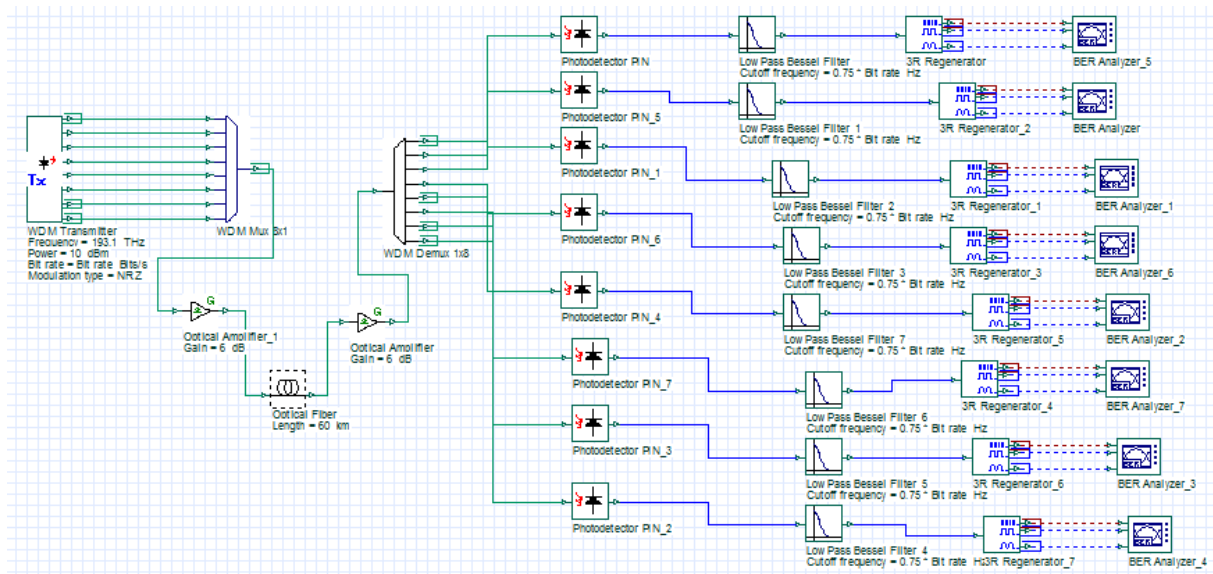 Photodetector PIN
Low Pass Bessel Filter
Cutoff frequency = 0.75 * Bit rate Hz
3R Regenerator
BER Analyzer_5
Photodetector PIN_5
Low Pass Bessel Filter 1
Cutoff frequency = 0.75 * Bit rate Hz
3R Regenerator_2
BER Analyzer
Photodetector PIN_1
Low Pass Bessel Filter 2
Cutoff frequency = 0.75 * Bit rate Hz
3R Regenerator_1
BER Analyzer_1
Tx
WDM Transmitter
Frequency = 193.1 THz
Power = 10 dBm
Bit rate = Bit rate Bits/s
Modulation type = NRZ
WDM Mux 8x1
WDM Demux 1x8
Photodetector PIN_6
Low Pass Bessel Filter 3
Cutoff frequency = 0.75 * Bit rate Hz
3R Regenerator_3
BER Analyzer_6
G
Optical Amplifier_1
Gain = 6 dB
G
Optical Amplifier
Gain = 6 dB
Optical Fiber
Length = 60 km
Photodetector PIN_4
Low Pass Bessel Filter 7
Cutoff frequency = 0.75 * Bit rate Hz
3R Regenerator_5
BER Analyzer_2
Photodetector PIN_7
Low Pass Bessel Filter 6
Cutoff frequency = 0.75 * Bit rate Hz
3R Regenerator_4
BER Analyzer_7
Photodetector PIN_3
Low Pass Bessel Filter 5
Cutoff frequency = 0.75 * Bit rate Hz
3R Regenerator_6
BER Analyzer_3
Photodetector PIN_2
Low Pass Bessel Filter 4
Cutoff frequency = 0.75 * Bit rate Hz
3R Regenerator_7
BER Analyzer_4